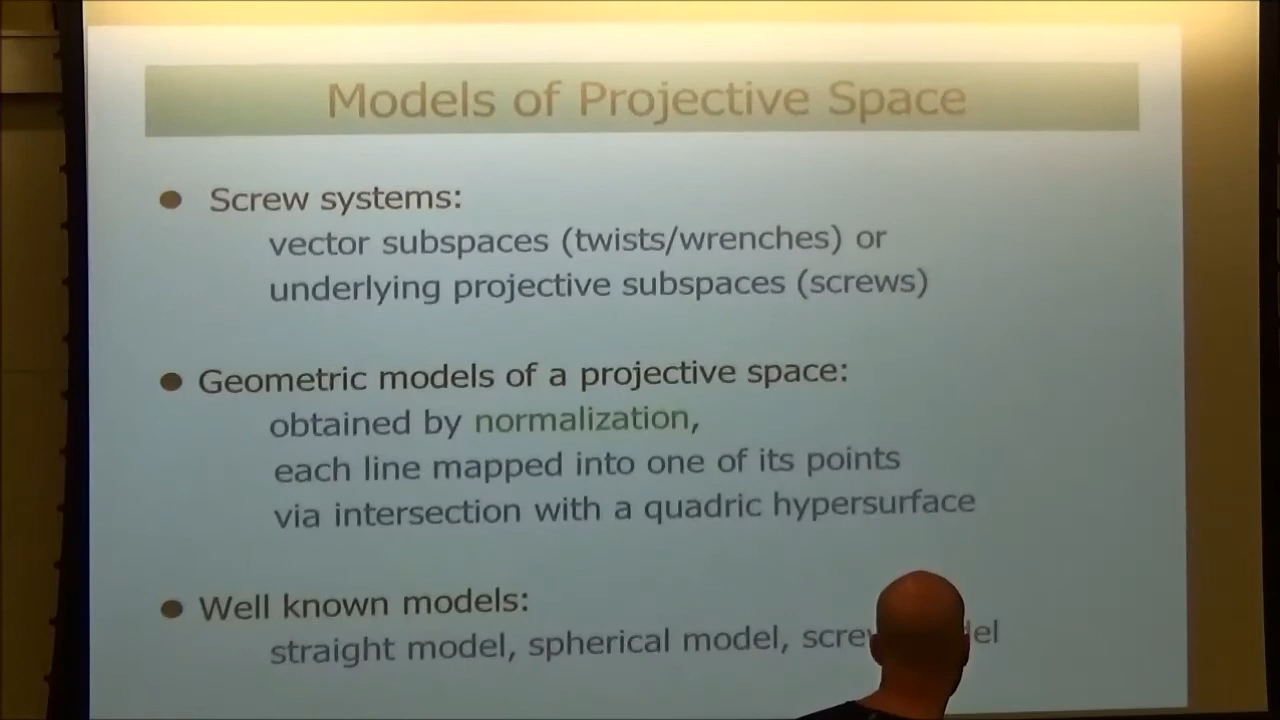 Models of Projective Space
Screw systems:
vector subspaces (twists/wrenches) or
underlying projective subspaces (screws)
Geometric models of a projective space:
obtained by normalization,
each line mapped into one of its points
via intersection with a quadric hypersurface
Well known models:
straight model, spherical model,